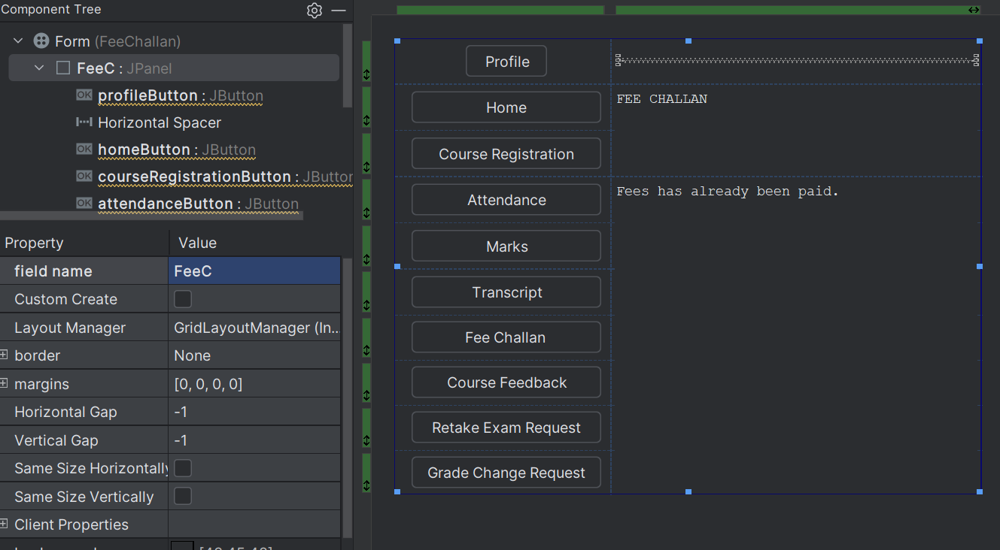 Component Tree
Form (FeeChallan)
FeeC : JPanel
OK profileButton : JButton
Horizontal Spacer
OK homeButton : JButton
OK courseRegistrationButton : JButton
OK attendanceButton : JButton
Property Value
field name FeeC
Custom Create
Layout Manager GridLayoutManager (In...
border None
margins [0, 0, 0, 0]
Horizontal Gap -1
Vertical Gap -1
Same Size Horizontally
Same Size Vertically
Client Properties
Profile
Home
FEE CHALLAN
Course Registration
Attendance
Fees has already been paid.
Marks
Transcript
Fee Challan
Course Feedback
Retake Exam Request
Grade Change Request